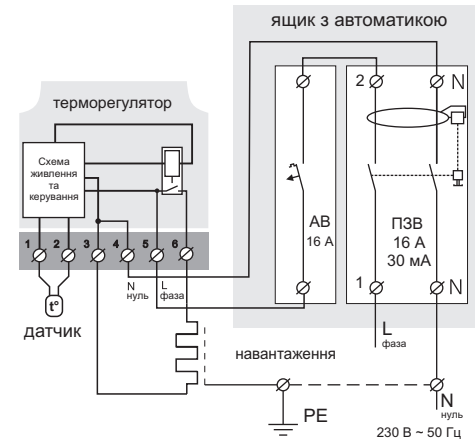 ящик з автоматикою
терморегулятор
Схема
живлення
та
керування
1 2 3 4 5 6
N
нуль
L
фаза
t°
датчик
2 N
АВ
16 А
ПЗВ
16 А
30 мА
1 N
L
фаза
навантаження
PE
N
нуль
230 В ~ 50 Гц